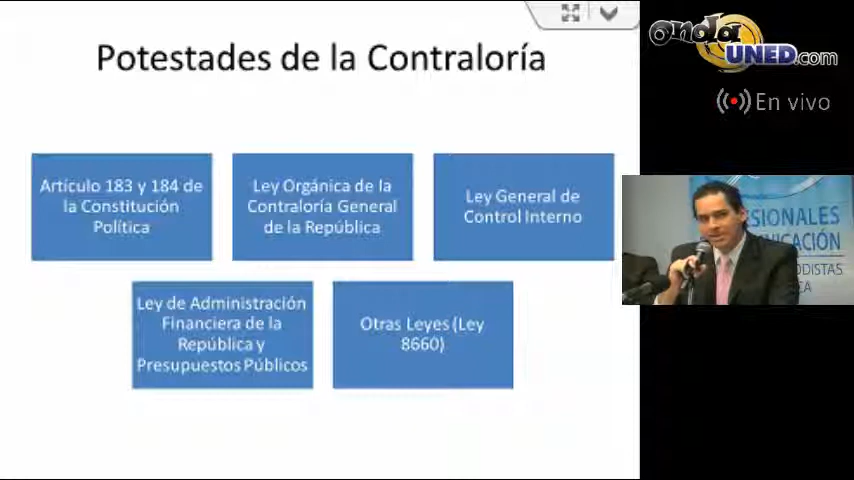 Potestades de la Contraloría
Artículo 183 y 184 de
la Constitución
Política
Ley Orgánica de la
Contraloría General
de la República
Ley General de
Control Interno
Ley de Administración
Financiera de la
República y
Presupuestos Públicos
Otras Leyes (Ley
8660)
onda
UNED.com
En vivo